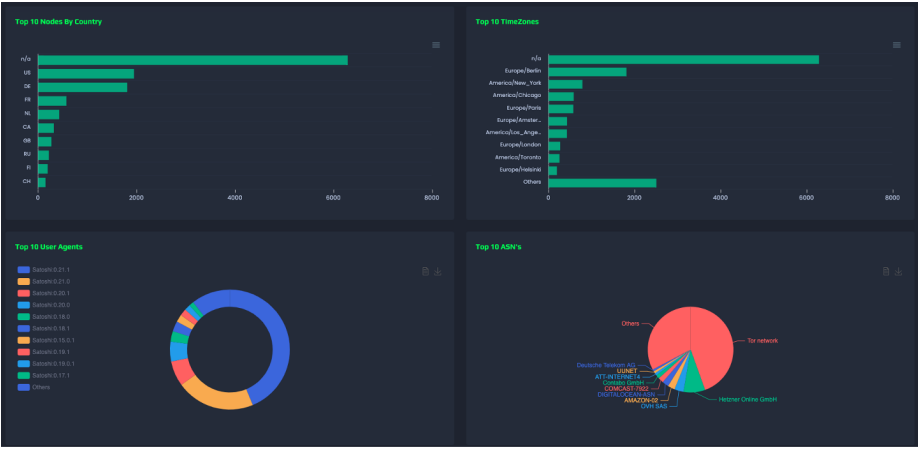 Top 10 Nodes By Country
n/a
US
DE
FR
NL
CA
GB
RU
FI
CH
0 2000 4000 6000 8000
Top 10 TimeZones
n/a
Europe/Berlin
America/New_York
America/Chicago
Europe/Paris
Europe/Amster...
America/Los_Ange...
Europe/London
America/Toronto
Europe/Helsinki
Others
0 2000 4000 6000 8000
Top 10 User Agents
Satoshi:0.21.1
Satoshi:0.21.0
Satoshi:0.20.1
Satoshi:0.20.0
Satoshi:0.18.0
Satoshi:0.18.1
Satoshi:0.15.0.1
Satoshi:0.19.1
Satoshi:0.19.0.1
Satoshi:0.17.1
Others
Top 10 ASN's
Others
Tor network
Deutsche Telekom AG
UUNET
ATT-INTERNET4
Contabo GmbH
COMCAST-7922
DIGITALOCEAN-ASN
AMAZON-02
OVH SAS
Hetzner Online GmbH